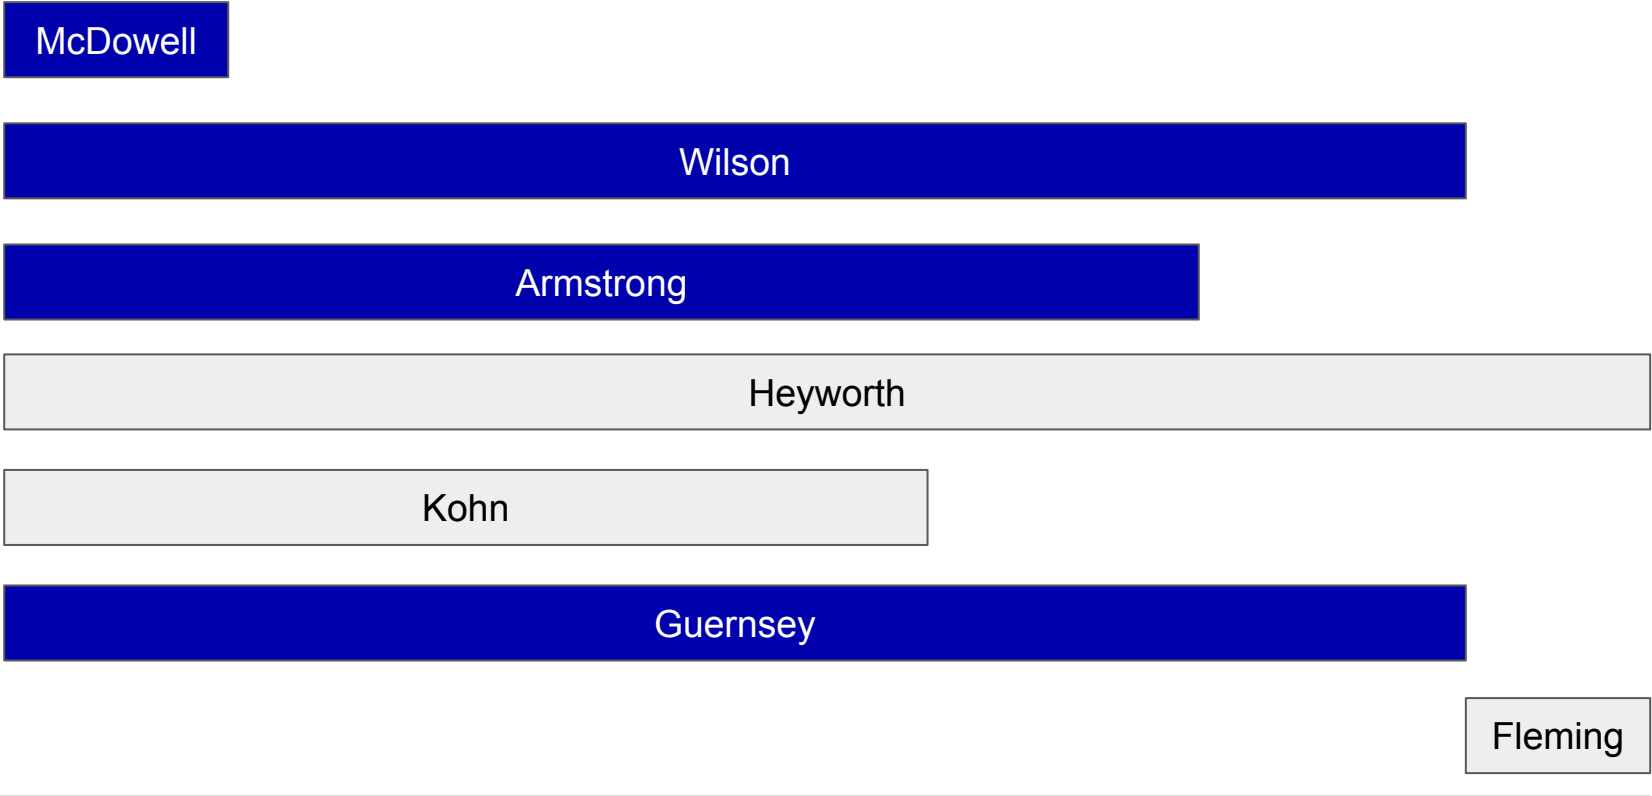 McDowell
Wilson
Armstrong
Heyworth
Kohn
Guernsey
Fleming